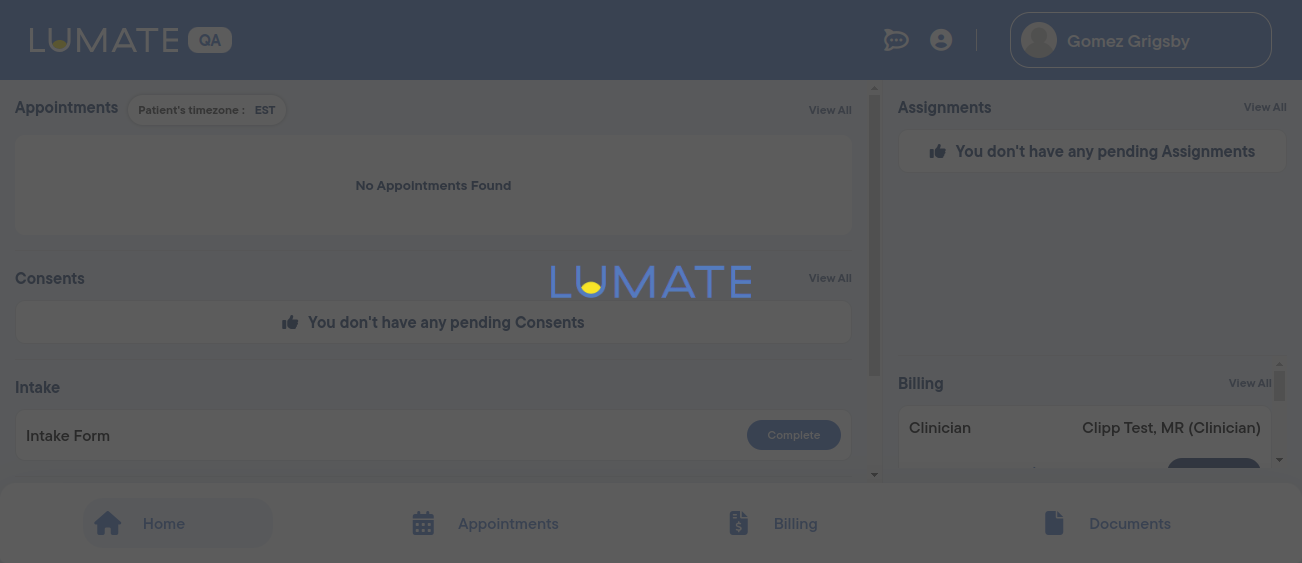 LUMATE QA
Gomez Grigsby
Appointments Patient's timezone : EST View All
No Appointments Found
Consents View All
You don't have any pending Consents
Intake
Intake Form Complete
Assignments View All
You don't have any pending Assignments
LUMATE
Billing View All
Clinician Clipp Test, MR (Clinician)
Home Appointments Billing Documents